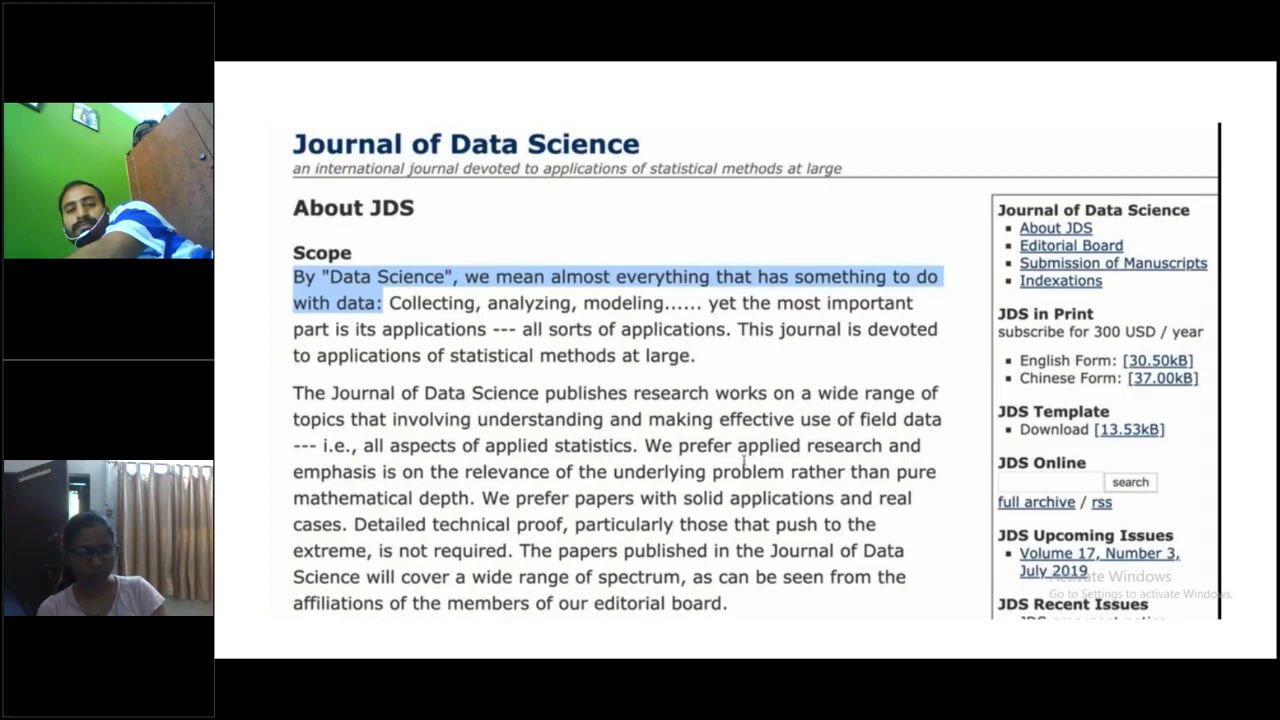 Journal of Data Science
an international journal devoted to applications of statistical methods at large
About JDS
Scope
By "Data Science", we mean almost everything that has something to do
with data: Collecting, analyzing, modeling...... yet the most important
part is its applications --- all sorts of applications. This journal is devoted
to applications of statistical methods at large.
The Journal of Data Science publishes research works on a wide range of
topics that involving understanding and making effective use of field data
--- i.e., all aspects of applied statistics. We prefer applied research and
emphasis is on the relevance of the underlying problem rather than pure
mathematical depth. We prefer papers with solid applications and real
cases. Detailed technical proof, particularly those that push to the
extreme, is not required. The papers published in the Journal of Data
Science will cover a wide range of spectrum, as can be seen from the
affiliations of the members of our editorial board.
Journal of Data Science
About JDS
Editorial Board
Submission of Manuscripts
Indexations
JDS in Print
subscribe for 300 USD / year
English Form: [30.50kB]
Chinese Form: [37.00kB]
JDS Template
Download [13.53kB]
JDS Online
search
full archive / rss
JDS Upcoming Issues
Volume 17, Number 3,
July 2019
Activate Windows
Go to Settings to activate Windows.
JDS Recent Issues